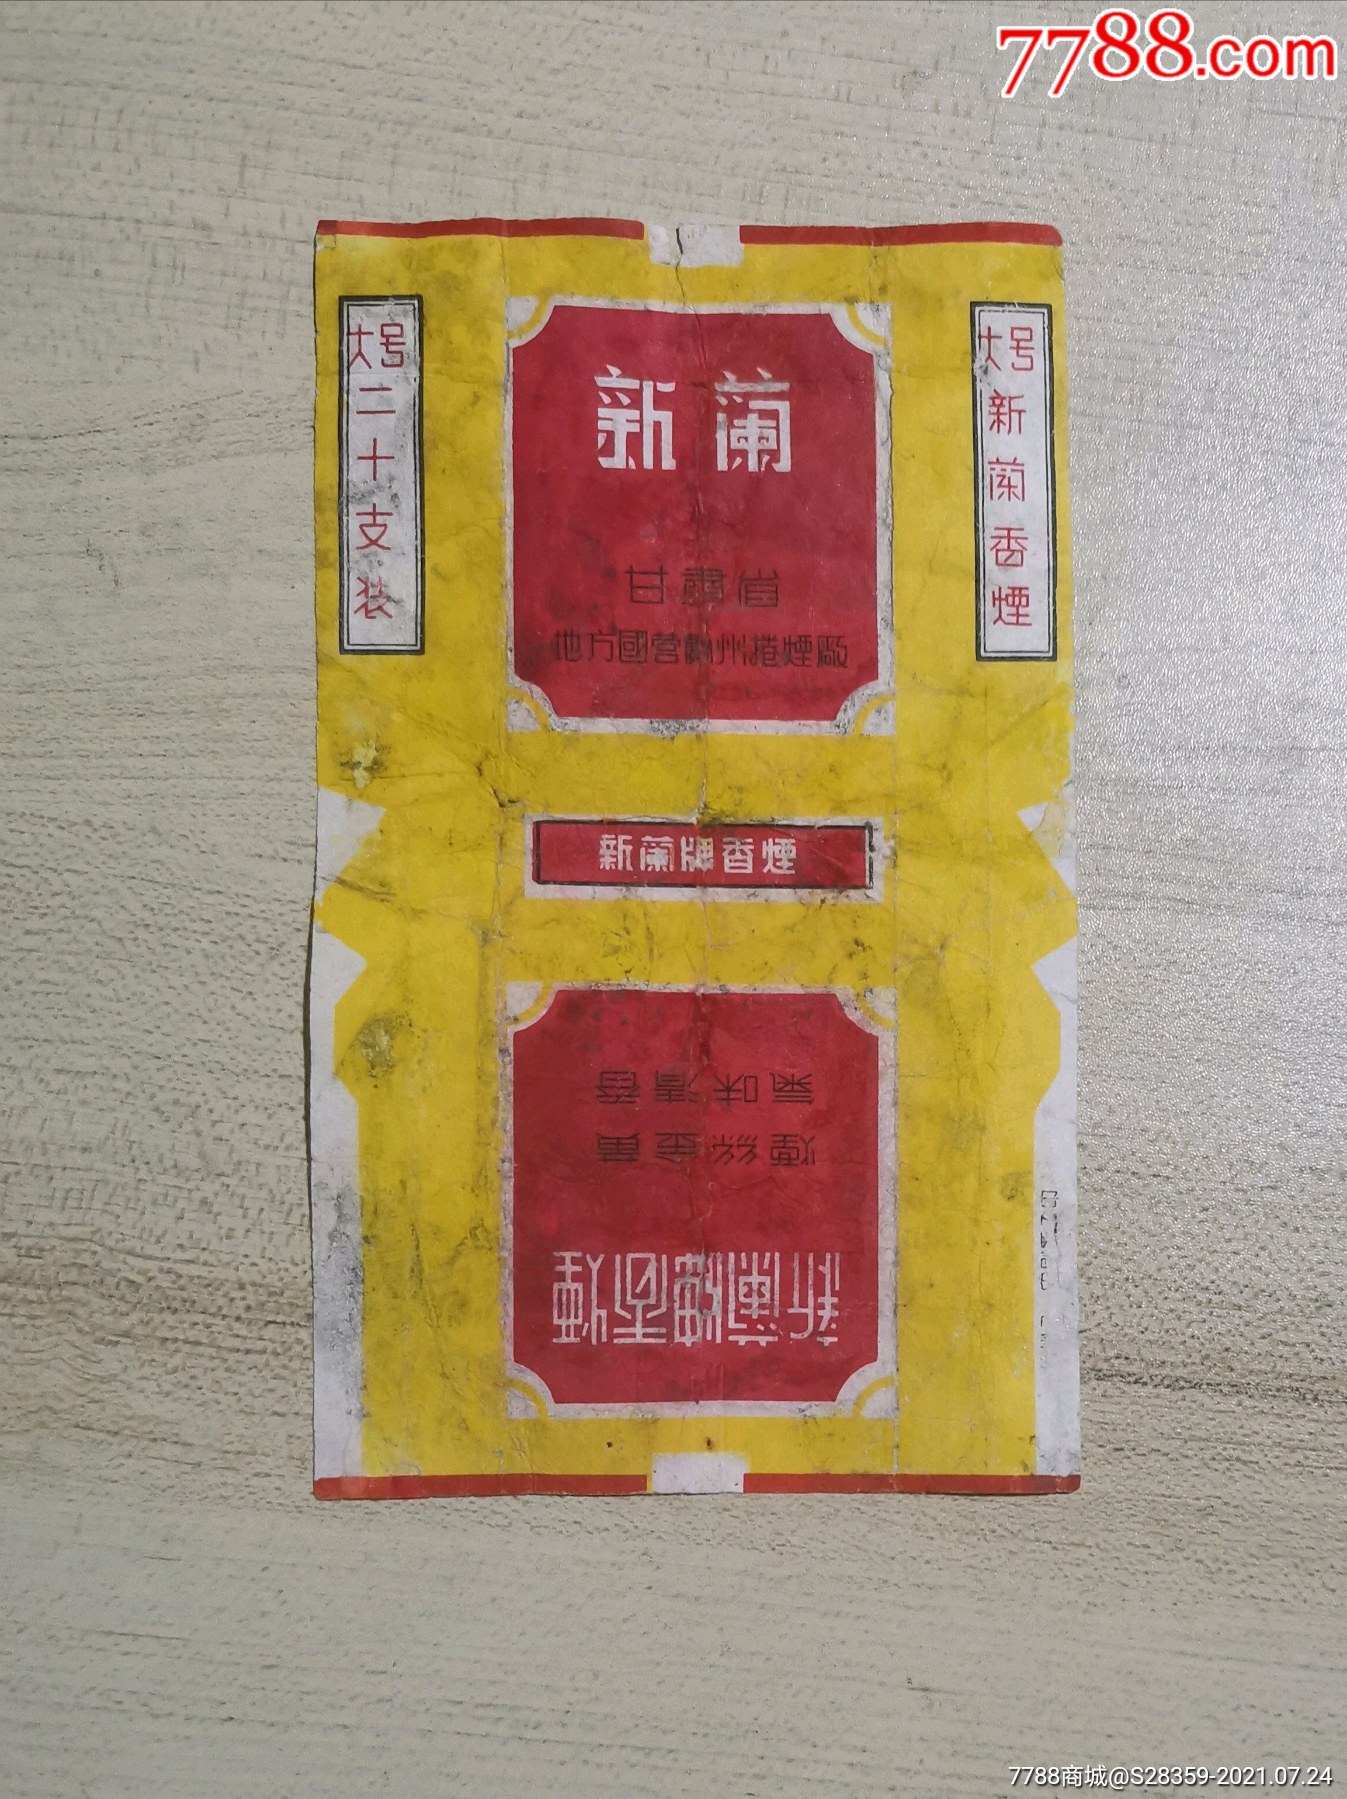 7788.com
大号二十支装
新蘭
甘肅省
地方國营蘭州捲煙廠
大号新蘭香煙
新蘭牌香煙
新蘭牌香煙
煙絲金黃
氣味清香
7788商城@S28359-2021.07.24